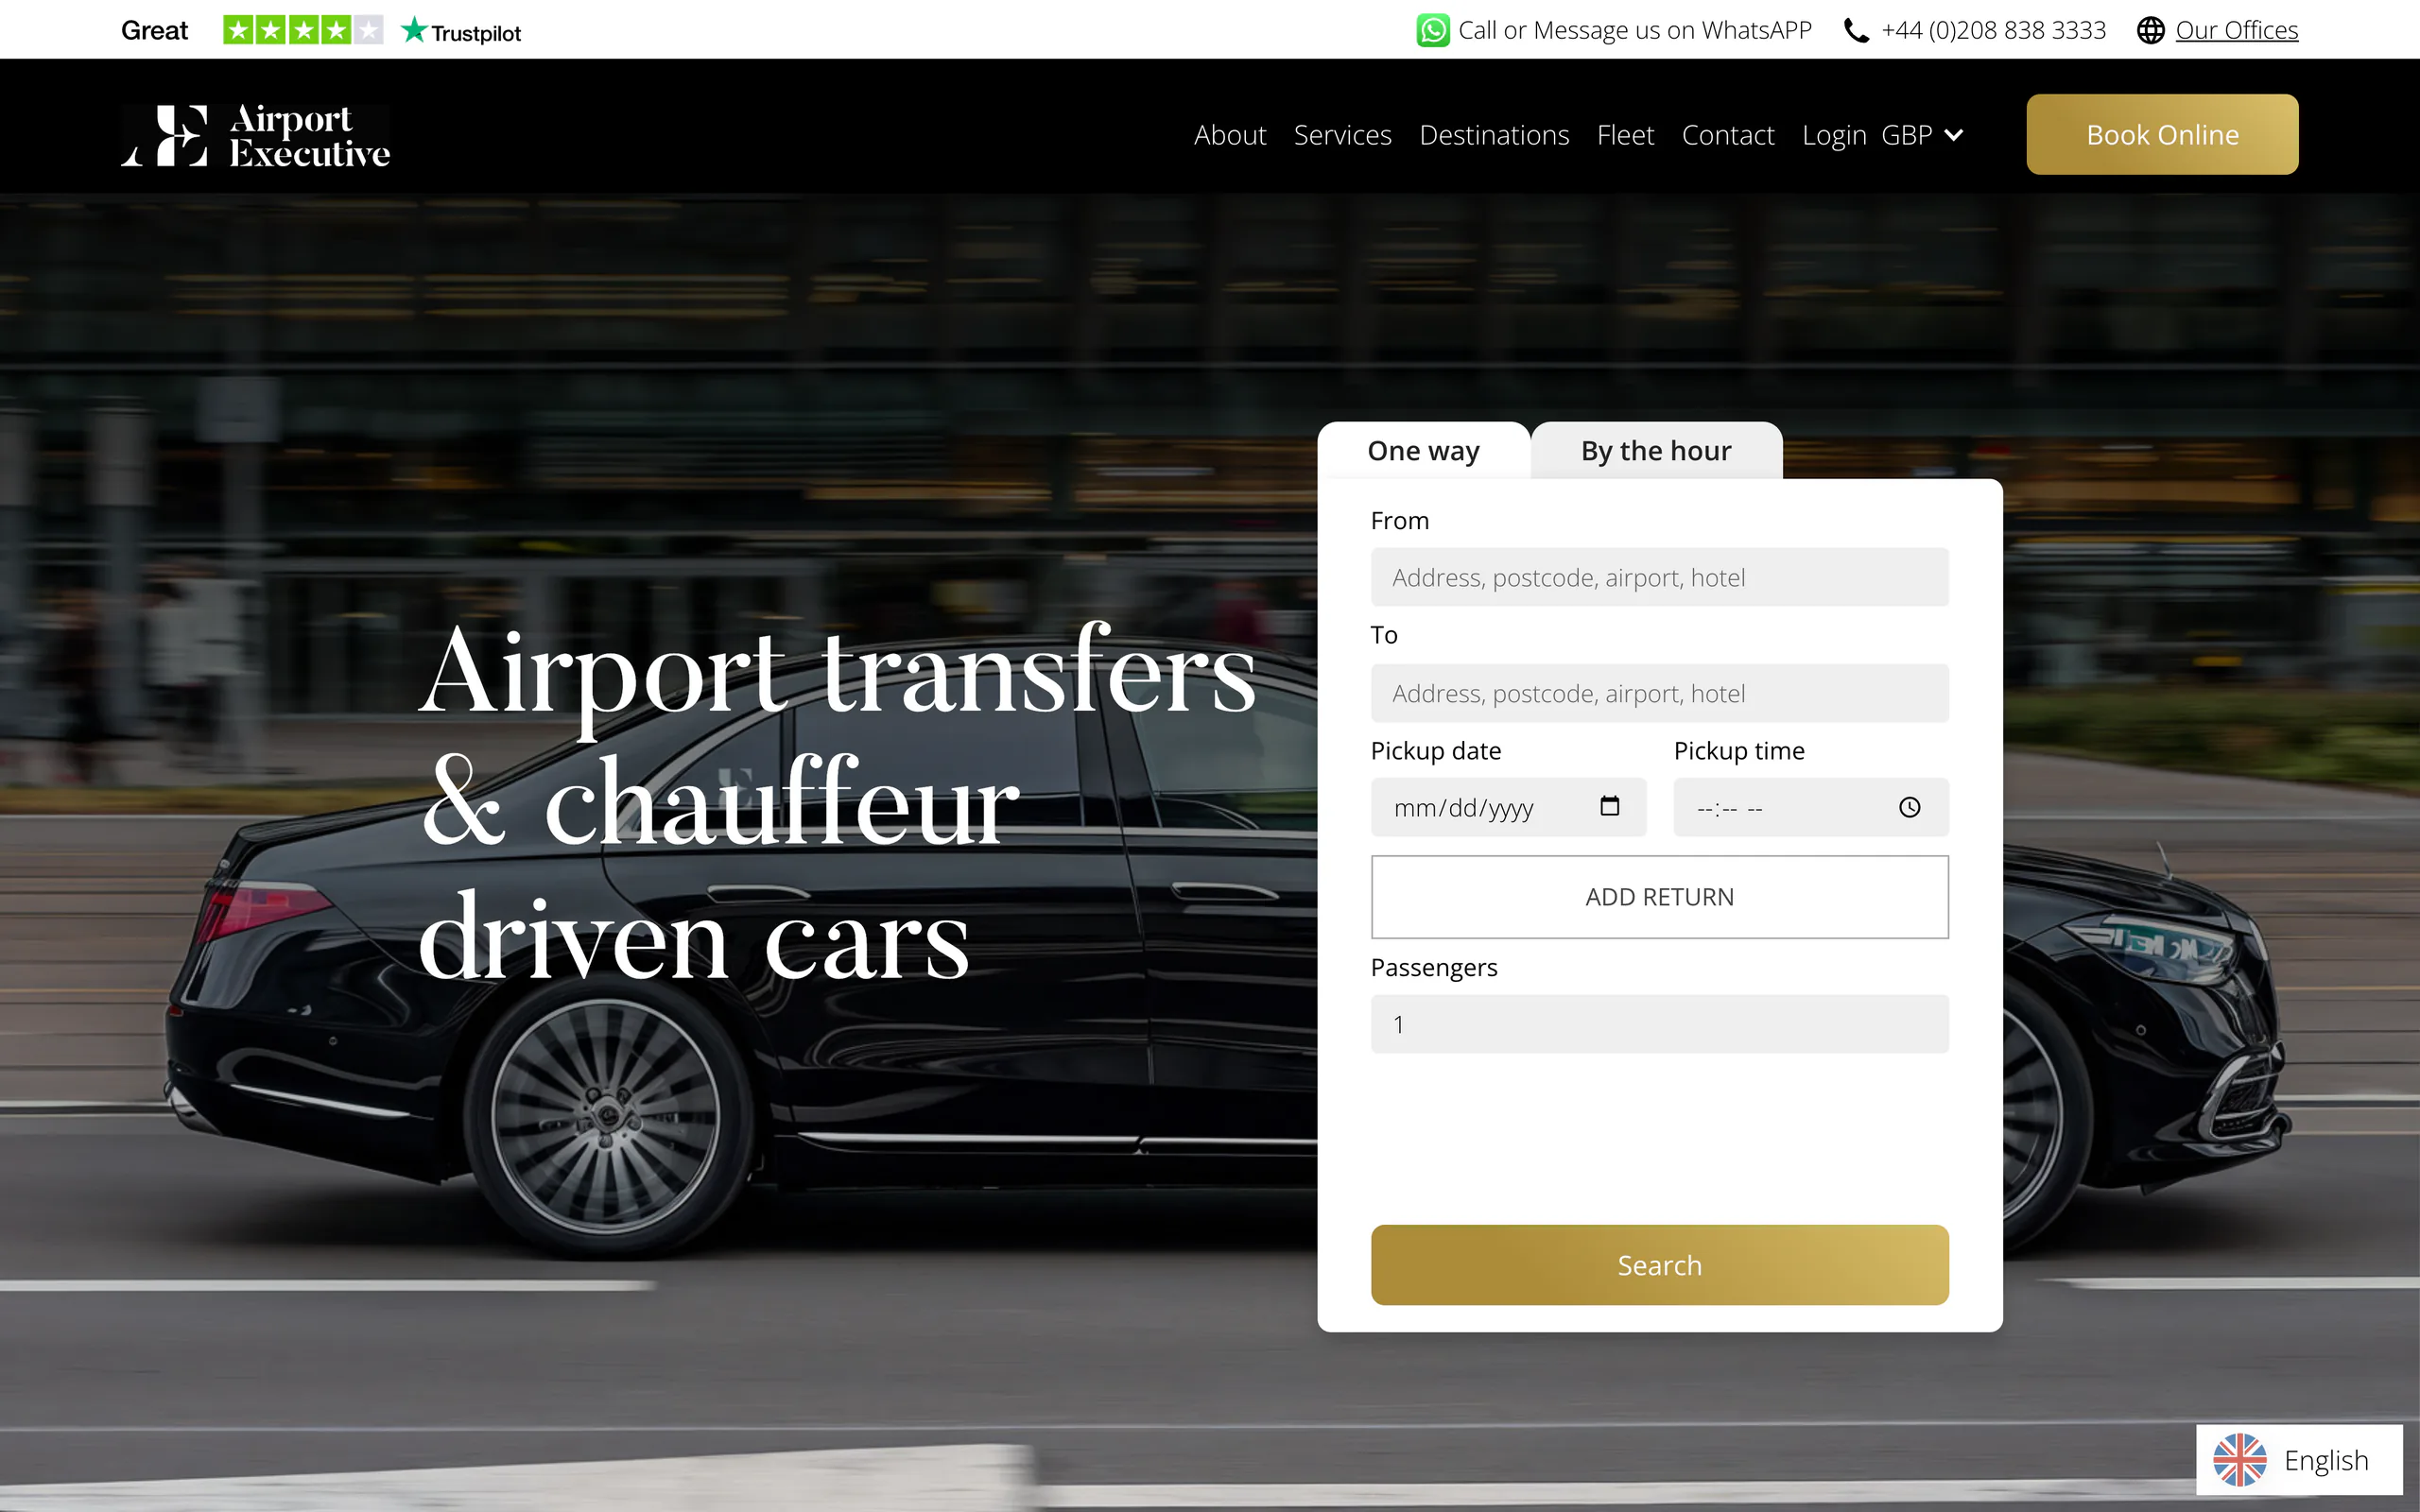 Great
Trustpilot
Call or Message us on WhatsAPP
+44 (0)208 838 3333
Our Offices
Airport
Executive
About
Services
Destinations
Fleet
Contact
Login
GBP
Book Online
Airport transfers
& chauffeur
driven cars
One way
By the hour
From
Address, postcode, airport, hotel
To
Address, postcode, airport, hotel
Pickup date
Pickup time
mm/dd/yyyy
--:-- --
ADD RETURN
Passengers
1
Search
English